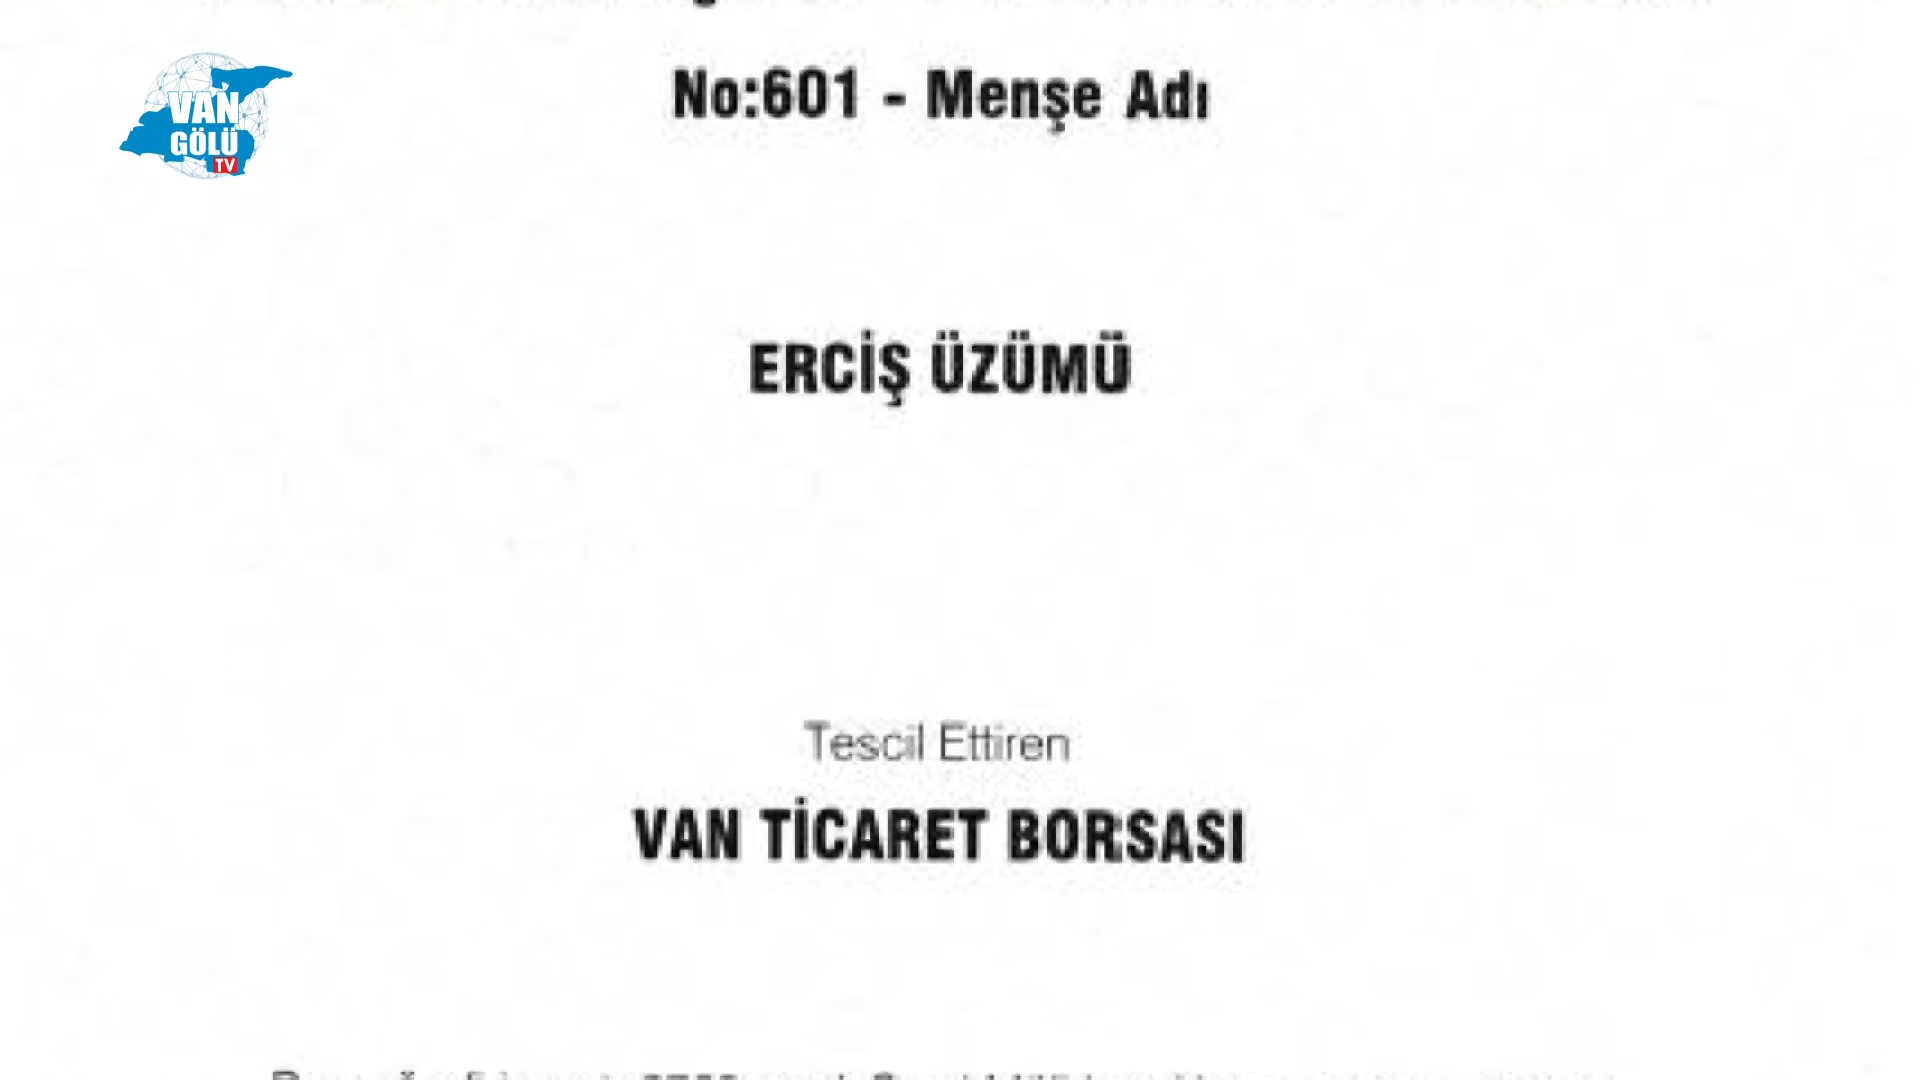 VAN
GÖLÜ
TV
No:601 - Menşe Adı
ERCİŞ ÜZÜMÜ
Tescil Ettiren
VAN TİCARET BORSASI